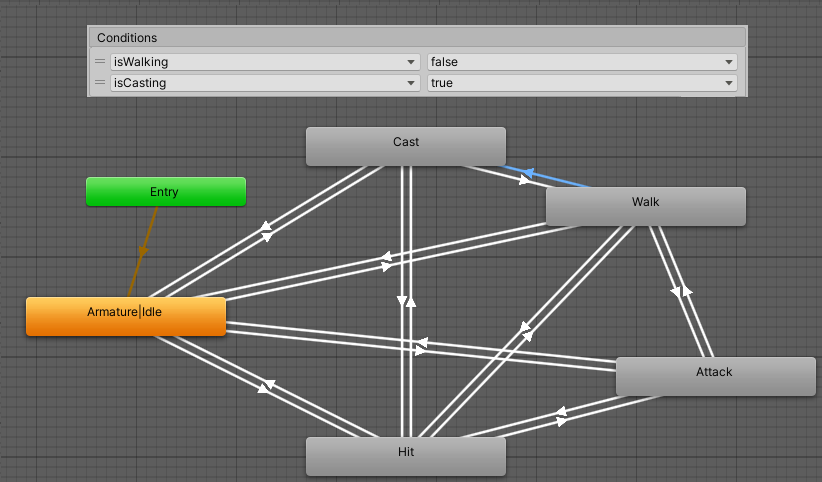 Conditions
isWalking false
isCasting true
Cast
Entry
Walk
Armature|Idle
Attack
Hit